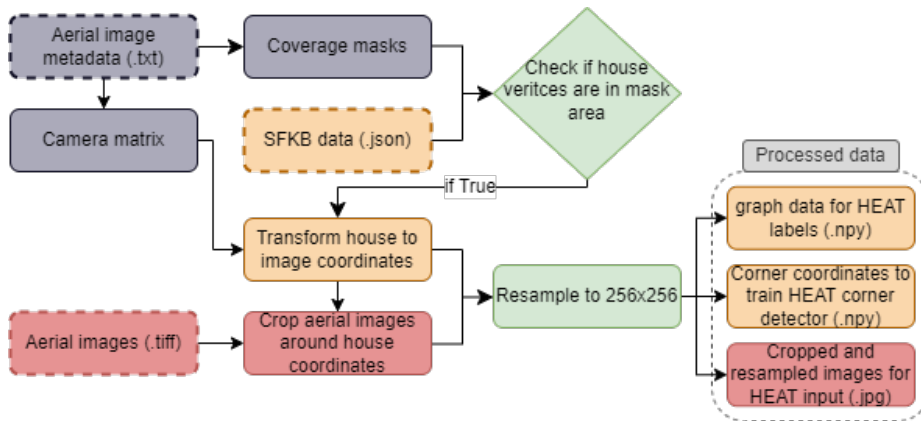 Aerial image
metadata (.txt)
Coverage masks
Check if house
veritces are in mask
area
Camera matrix
SFKB data (.json)
Processed data
if True
graph data for HEAT
labels (.npy)
Transform house to
image coordinates
Resample to 256x256
Corner coordinates to
train HEAT corner
detector (.npy)
Aerial images (.tiff)
Crop aerial images
around house
coordinates
Cropped and
resampled images for
HEAT input (.jpg)